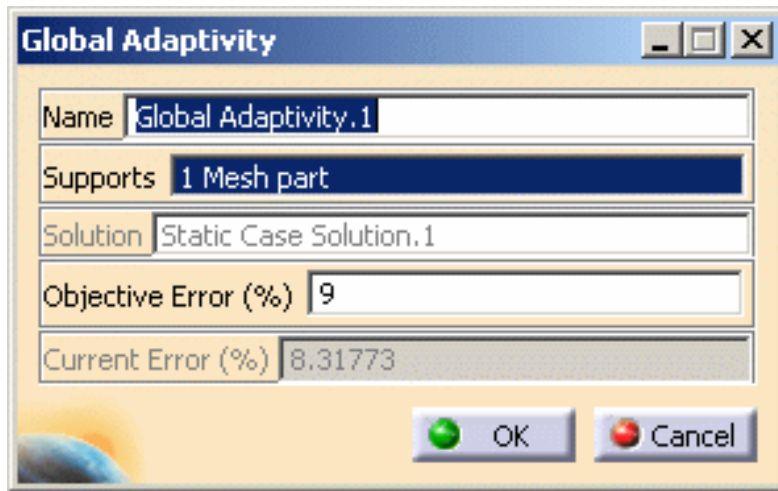 Global Adaptivity
Name Global Adaptivity.1
Supports 1 Mesh part
Solution Static Case Solution.1
Objective Error (%) 9
Current Error (%) 8.31773
OK Cancel